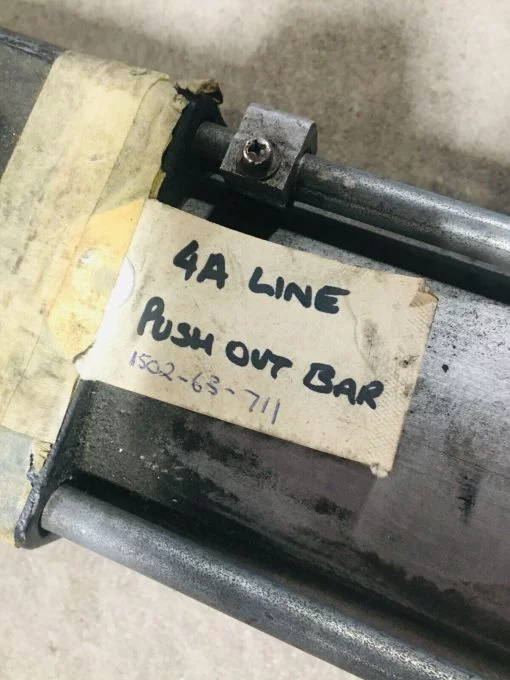 4A LINE
PUSH OUT BAR
1502-63-711